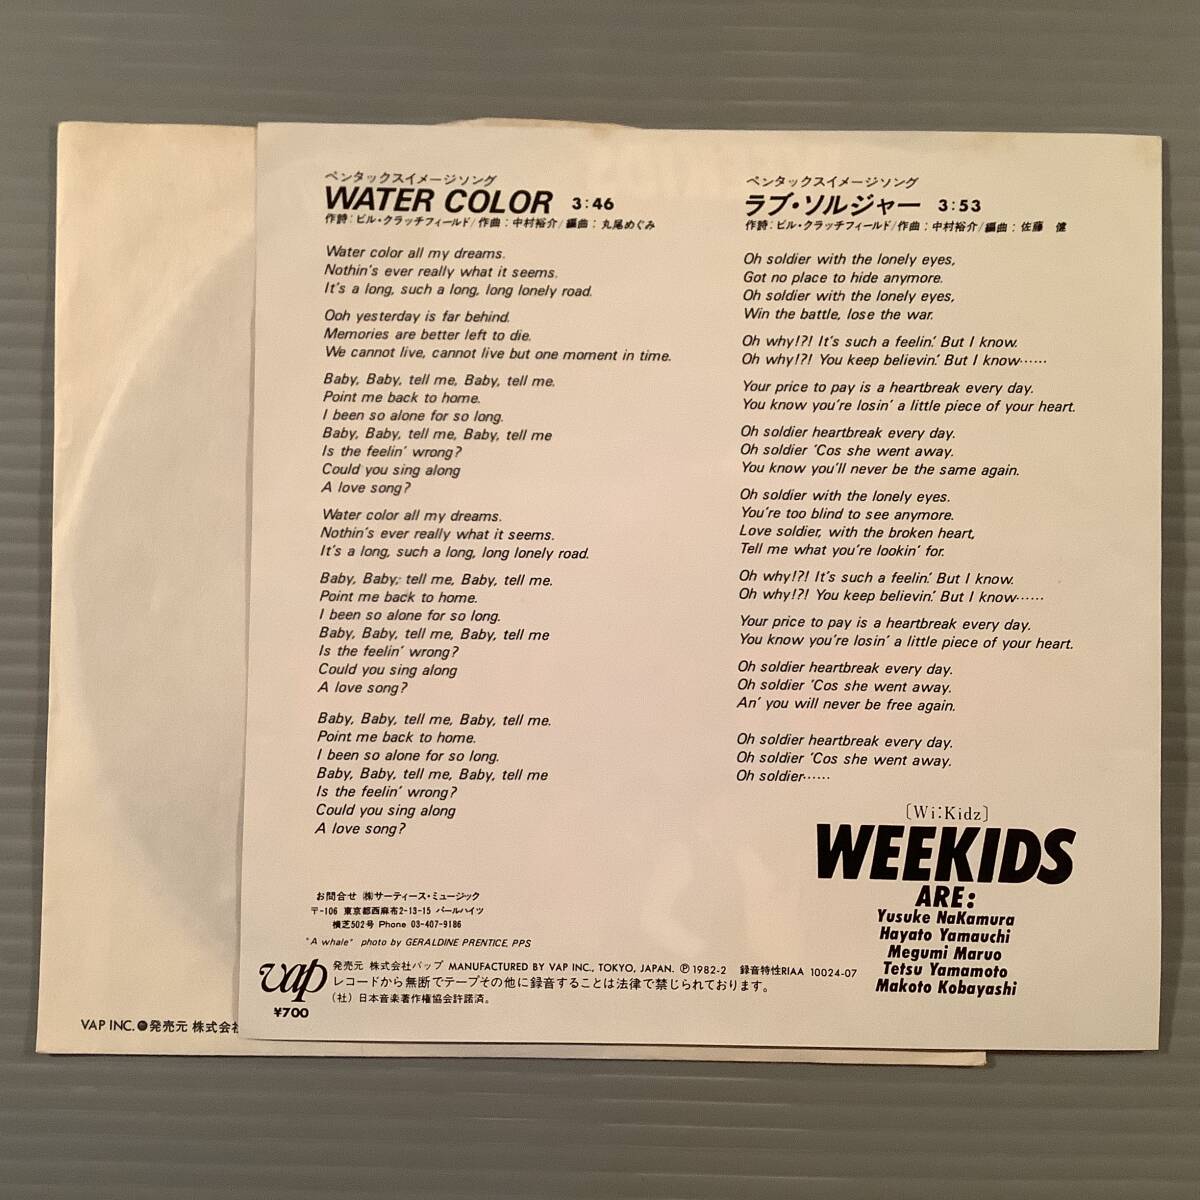 ペンタックスイメージソング
WATER COLOR 3:46
作詩:ビル・クラッチフィールド/作曲:中村裕介/編曲:丸尾めぐみ
Water color all my dreams.
Nothin's ever really what it seems.
It's a long, such a long, long lonely road.
Ooh yesterday is far behind.
Memories are better left to die.
We cannot live, cannot live but one moment in time.
Baby, Baby, tell me, Baby, tell me.
Point me back to home.
I been so alone for so long.
Baby, Baby, tell me, Baby, tell me
Is the feelin' wrong?
Could you sing along
A love song?
Water color all my dreams.
Nothin's ever really what it seems.
It's a long, such a long, long lonely road.
Baby, Baby, tell me, Baby, tell me.
Point me back to home.
I been so alone for so long.
Baby, Baby, tell me, Baby, tell me
Is the feelin' wrong?
Could you sing along
A love song?
Baby, Baby, tell me, Baby, tell me.
Point me back to home.
I been so alone for so long.
Baby, Baby, tell me, Baby, tell me
Is the feelin' wrong?
Could you sing along
A love song?
ペンタックスイメージソング
ラブ・ソルジャー 3:53
作詩:ビル・クラッチフィールド/作曲:中村裕介/編曲:佐藤 健
Oh soldier with the lonely eyes,
Got no place to hide anymore.
Oh soldier with the lonely eyes,
Win the battle, lose the war.
Oh why!?! It's such a feelin'. But I know.
Oh why!?! You keep believin'. But I know……
Your price to pay is a heartbreak every day.
You know you're losin' a little piece of your heart.
Oh soldier heartbreak every day.
Oh soldier 'Cos she went away.
You know you'll never be the same again.
Oh soldier with the lonely eyes.
You're too blind to see anymore.
Love soldier, with the broken heart,
Tell me what you're lookin' for.
Oh why!?! It's such a feelin'. But I know.
Oh why!?! You keep believin'. But I know……
Your price to pay is a heartbreak every day.
You know you're losin' a little piece of your heart.
Oh soldier heartbreak every day.
Oh soldier 'Cos she went away.
An' you will never be free again.
Oh soldier heartbreak every day.
Oh soldier 'Cos she went away.
Oh soldier……
[Wi:Kidz]
WEEKIDS
ARE:
Yusuke NaKamura
Hayato Yamauchi
Megumi Maruo
Tetsu Yamamoto
Makoto Kobayashi
お問合せ ㈱サーティース・ミュージック
〒-106 東京都西麻布2-13-15 パールハイツ
横芝502号 Phone 03-407-9186
"A whale" photo by GERALDINE PRENTICE, PPS
vap
¥700
発売元 株式会社バップ MANUFACTURED BY VAP INC., TOKYO, JAPAN. Ⓟ1982-2 録音特性RIAA 10024-07
レコードから無断でテープその他に録音することは法律で禁じられております。
(社)日本音楽著作権協会許諾済。
VAP INC.●発売元 株式会社